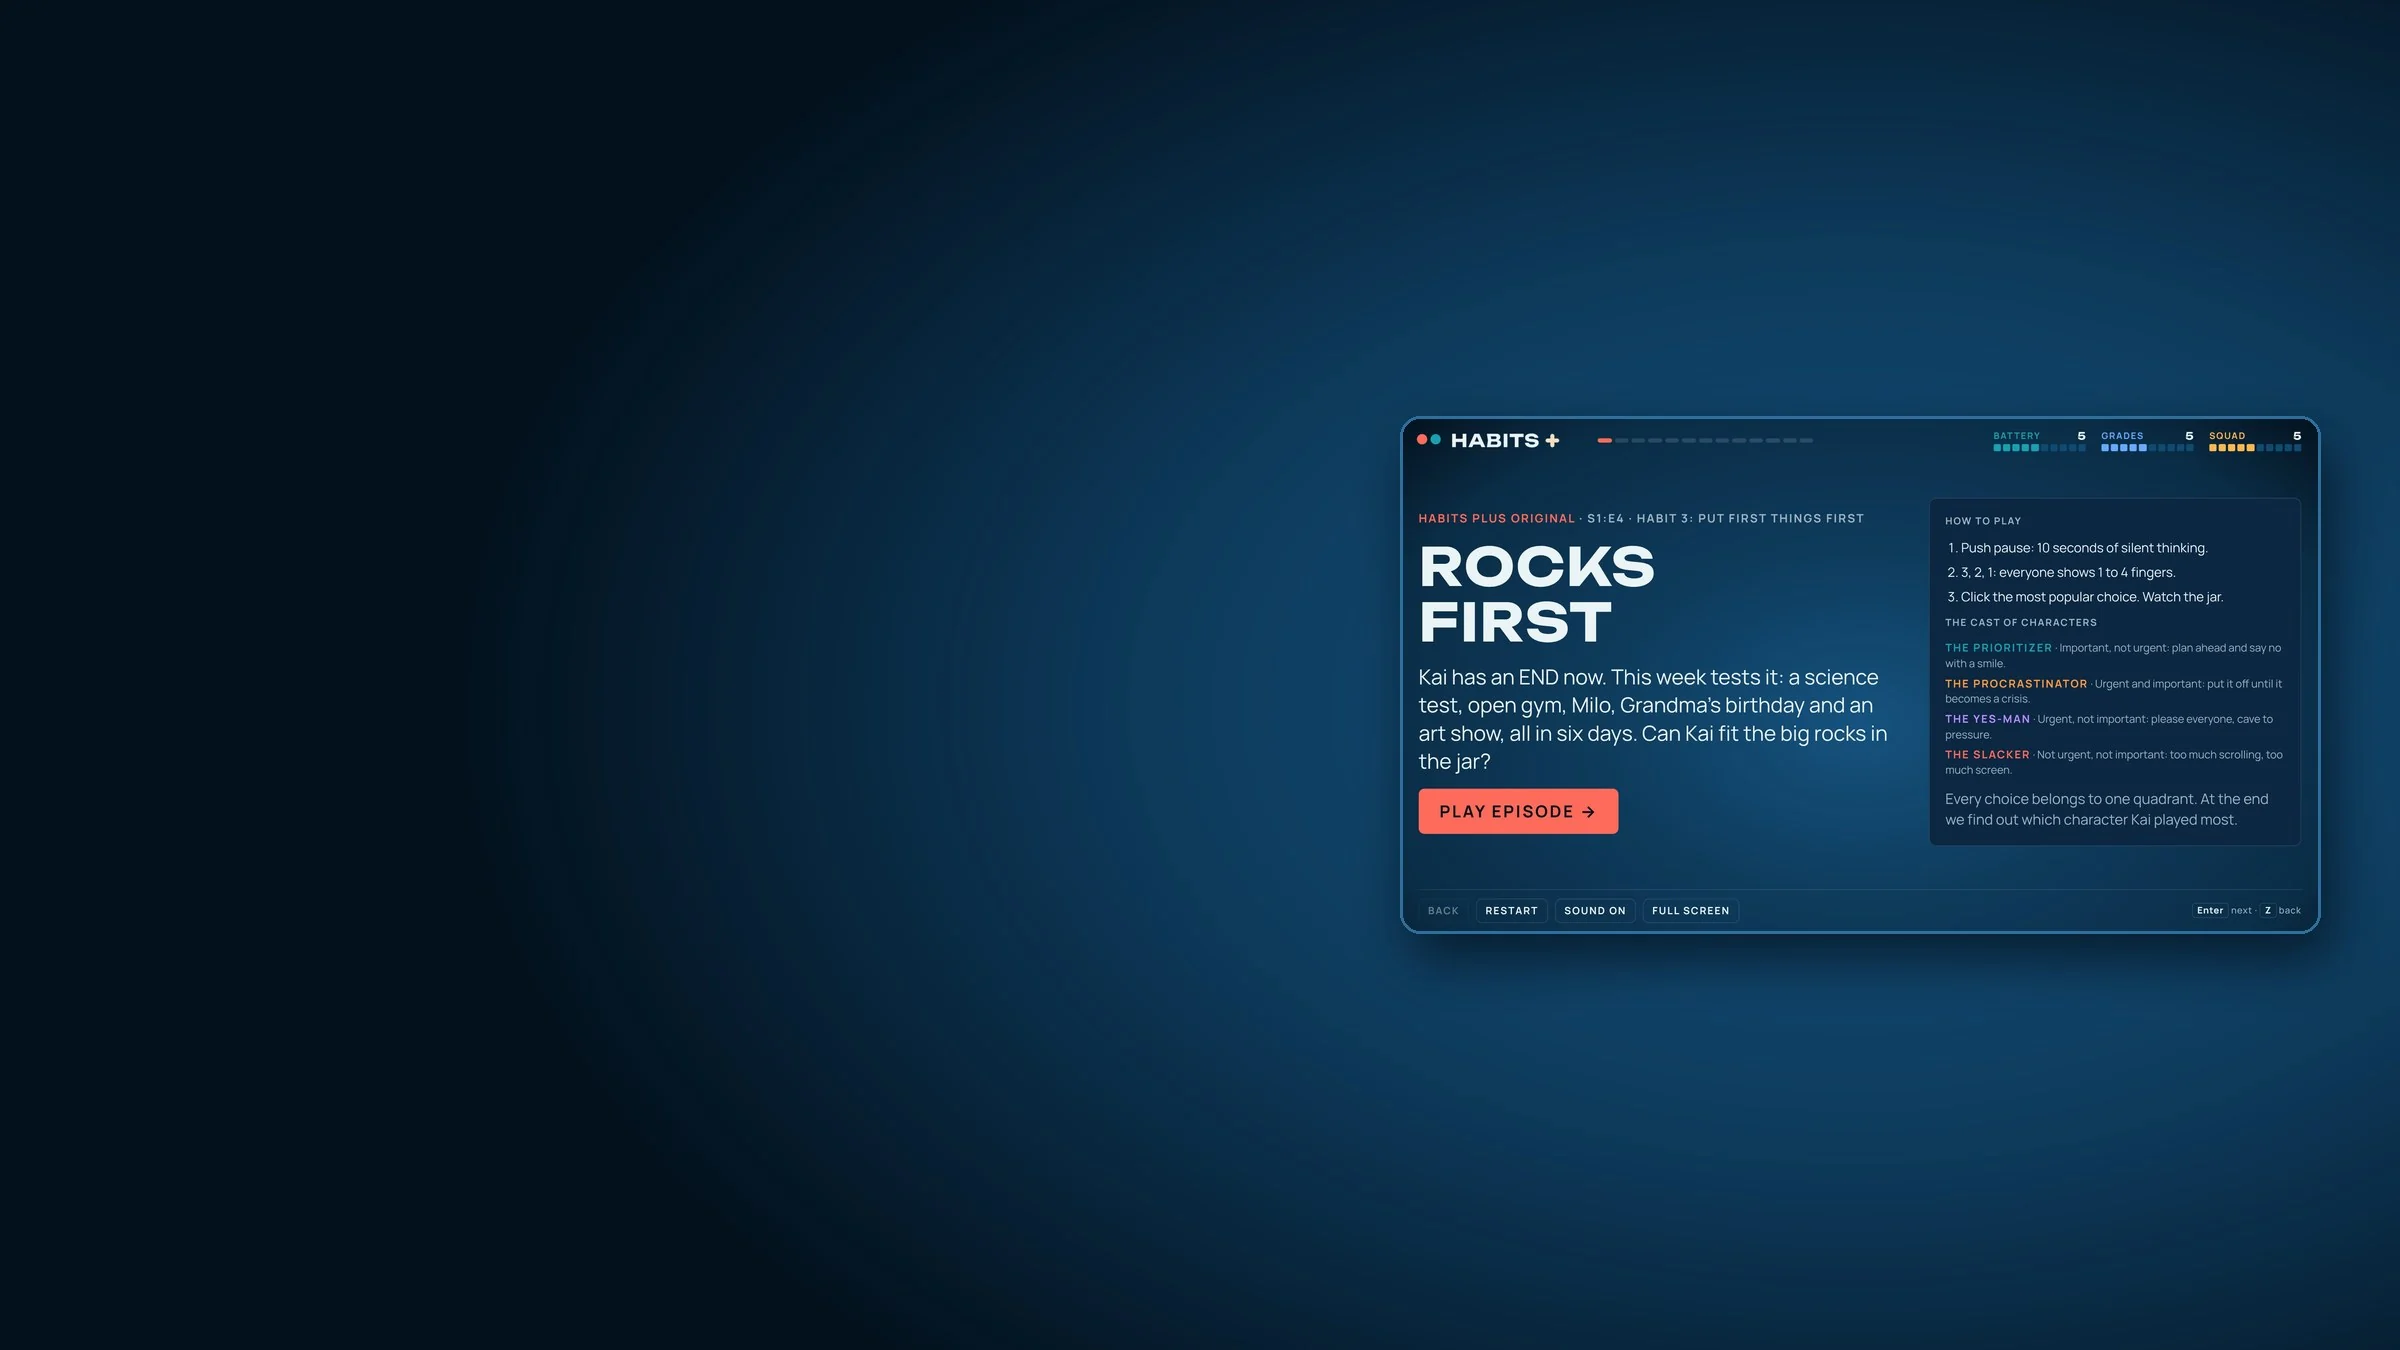 HABITS +
BATTERY 5
GRADES 5
SQUAD 5
HABITS PLUS ORIGINAL · S1:E4 · HABIT 3: PUT FIRST THINGS FIRST
ROCKS
FIRST
Kai has an END now. This week tests it: a science
test, open gym, Milo, Grandma's birthday and an
art show, all in six days. Can Kai fit the big rocks in
the jar?
PLAY EPISODE →
HOW TO PLAY
1. Push pause: 10 seconds of silent thinking.
2. 3, 2, 1: everyone shows 1 to 4 fingers.
3. Click the most popular choice. Watch the jar.
THE CAST OF CHARACTERS
THE PRIORITIZER · Important, not urgent: plan ahead and say no
with a smile.
THE PROCRASTINATOR · Urgent and important: put it off until it
becomes a crisis.
THE YES-MAN · Urgent, not important: please everyone, cave to
pressure.
THE SLACKER · Not urgent, not important: too much scrolling, too
much screen.
Every choice belongs to one quadrant. At the end
we find out which character Kai played most.
BACK
RESTART
SOUND ON
FULL SCREEN
Enter next · Z back